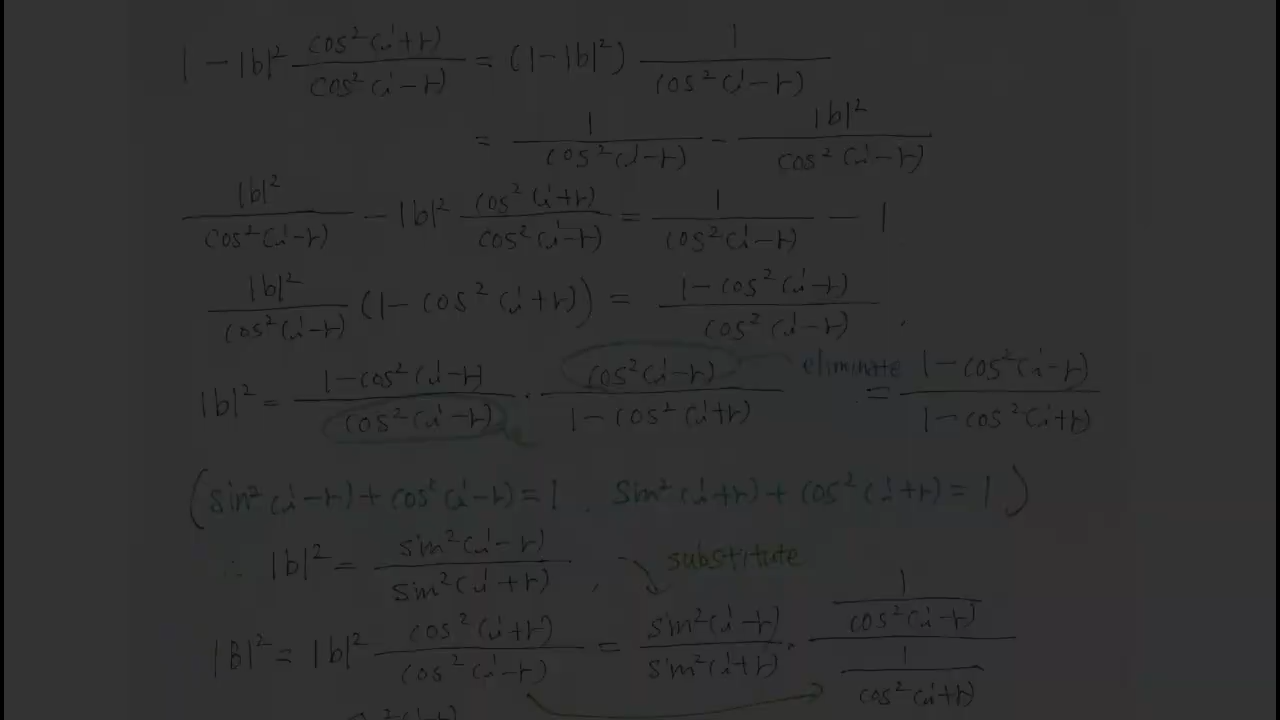 1 - |b|² cos²(i+r) / cos²(i-r) = (1-|b|²) 1 / cos²(i-r)
= 1 / cos²(i-r) - |b|² / cos²(i-r)
|b|² / cos²(i-r) - |b|² cos²(i+r) / cos²(i-r) = 1 / cos²(i-r) - 1
|b|² / cos²(i-r) (1 - cos²(i+r)) = 1-cos²(i-r) / cos²(i-r) .
|b|² = 1-cos²(i-r) / cos²(i-r) · cos²(i-r) / 1-cos²(i+r) eliminate = 1-cos²(i-r) / 1-cos²(i+r)
(sin²(i-r) + cos²(i-r) = 1 . sin²(i+r) + cos²(i+r) = 1)
∴ |b|² = sin²(i-r) / sin²(i+r) , substitute
|B|² = |b|² cos²(i+r) / cos²(i-r) = sin²(i-r) / sin²(i+r) · 1 / cos²(i-r) / 1 / cos²(i+r)